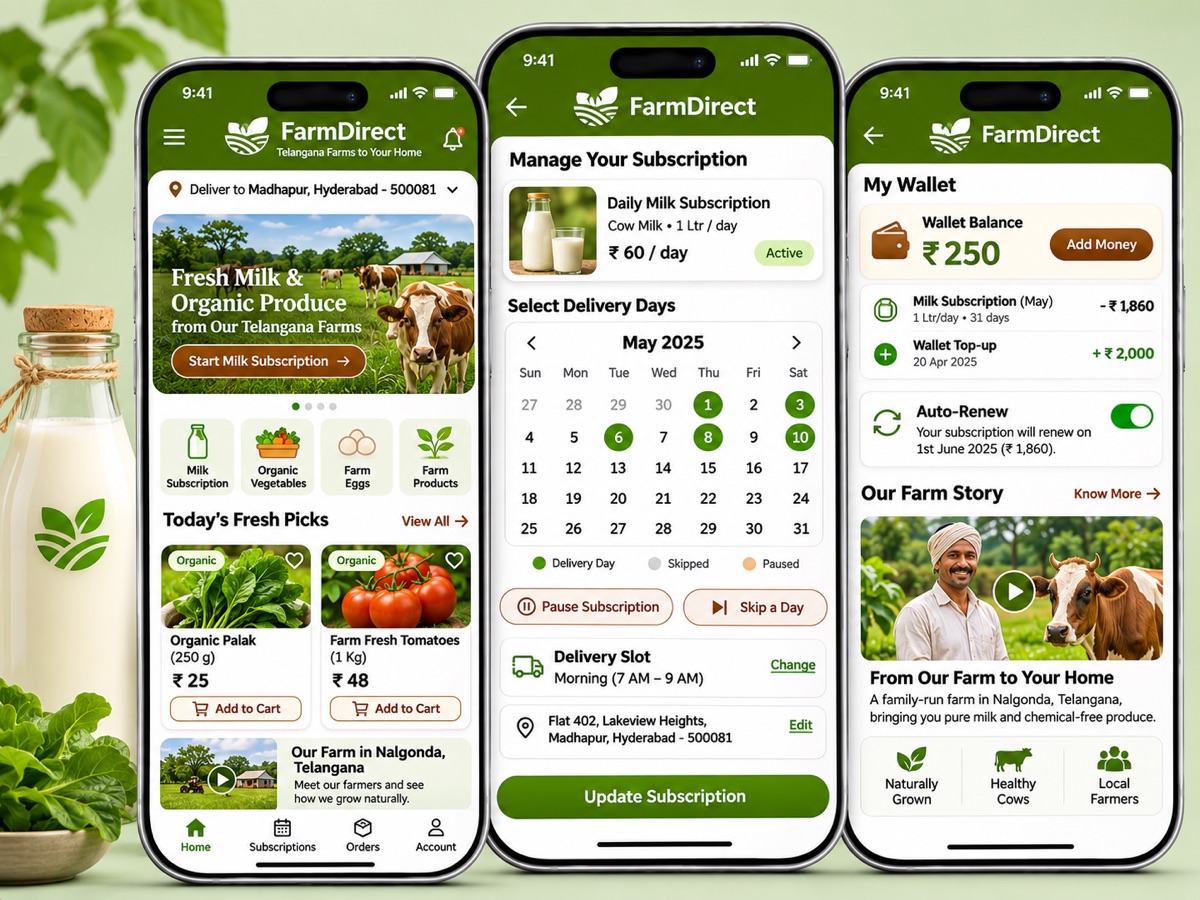 9:41
FarmDirect
Telangana Farms to Your Home
Deliver to Madhapur, Hyderabad - 500081
Fresh Milk &
Organic Produce
from Our Telangana Farms
Start Milk Subscription →
Milk
Subscription
Organic
Vegetables
Farm
Eggs
Farm
Products
Today's Fresh Picks
View All →
Organic
Organic
Organic Palak
(250 g)
₹ 25
Add to Cart
Farm Fresh Tomatoes
(1 Kg)
₹ 48
Add to Cart
Our Farm in Nalgonda,
Telangana
Meet our farmers and see
how we grow naturally.
Home
Subscriptions
Orders
Account
9:41
FarmDirect
Manage Your Subscription
Daily Milk Subscription
Cow Milk • 1 Ltr / day
₹ 60 / day
Active
Select Delivery Days
May 2025
Sun Mon Tue Wed Thu Fri Sat
27 28 29 30 1 2 3
4 5 6 7 8 9 10
11 12 13 14 15 16 17
18 19 20 21 22 23 24
25 26 27 28 29 30 31
Delivery Day
Skipped
Paused
Pause Subscription
Skip a Day
Delivery Slot
Morning (7 AM – 9 AM)
Change
Flat 402, Lakeview Heights,
Madhapur, Hyderabad - 500081
Edit
Update Subscription
9:41
FarmDirect
My Wallet
Wallet Balance
₹ 250
Add Money
Milk Subscription (May)
1 Ltr/day • 31 days
- ₹ 1,860
Wallet Top-up
20 Apr 2025
+ ₹ 2,000
Auto-Renew
Your subscription will renew on
1st June 2025 (₹ 1,860).
Our Farm Story
Know More →
From Our Farm to Your Home
A family-run farm in Nalgonda, Telangana,
bringing you pure milk and chemical-free produce.
Naturally
Grown
Healthy
Cows
Local
Farmers